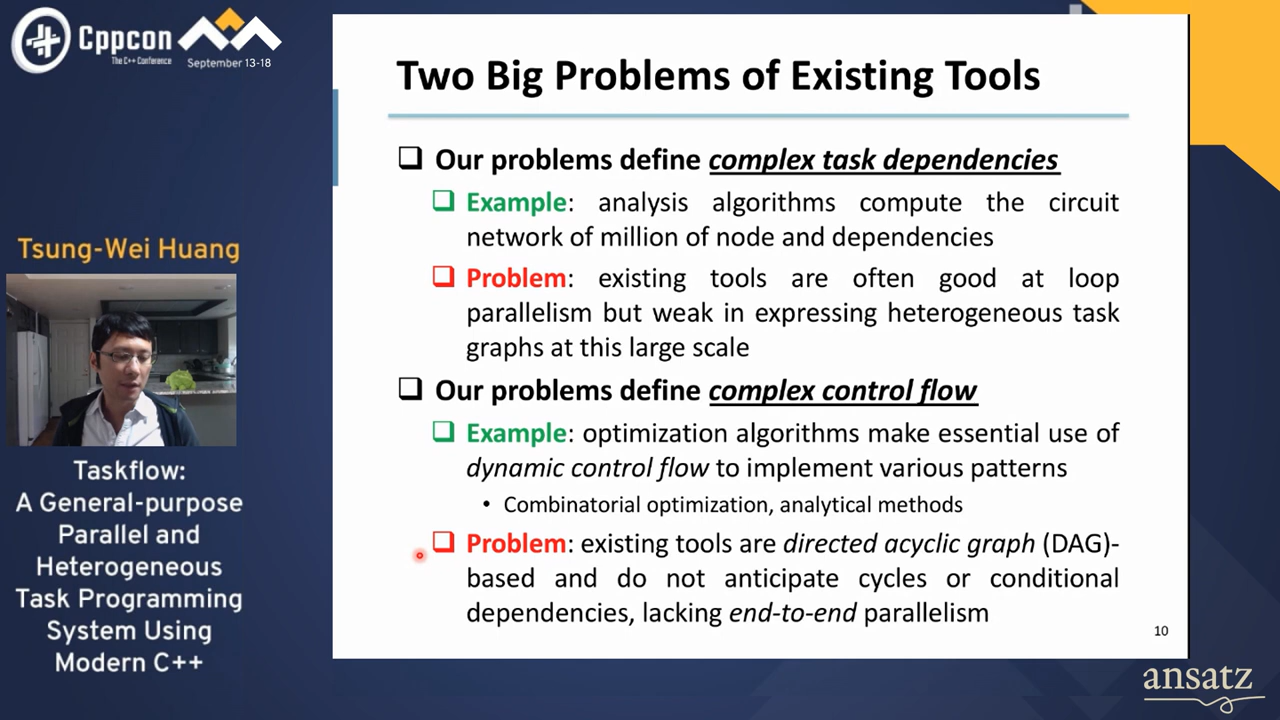 Cppcon
The C++ Conference
September 13-18
Tsung-Wei Huang
Taskflow:
A General-purpose
Parallel and
Heterogeneous
Task Programming
System Using
Modern C++
Two Big Problems of Existing Tools
Our problems define complex task dependencies
Example: analysis algorithms compute the circuit
network of million of node and dependencies
Problem: existing tools are often good at loop
parallelism but weak in expressing heterogeneous task
graphs at this large scale
Our problems define complex control flow
Example: optimization algorithms make essential use of
dynamic control flow to implement various patterns
• Combinatorial optimization, analytical methods
Problem: existing tools are directed acyclic graph (DAG)-
based and do not anticipate cycles or conditional
dependencies, lacking end-to-end parallelism
10
ansatz